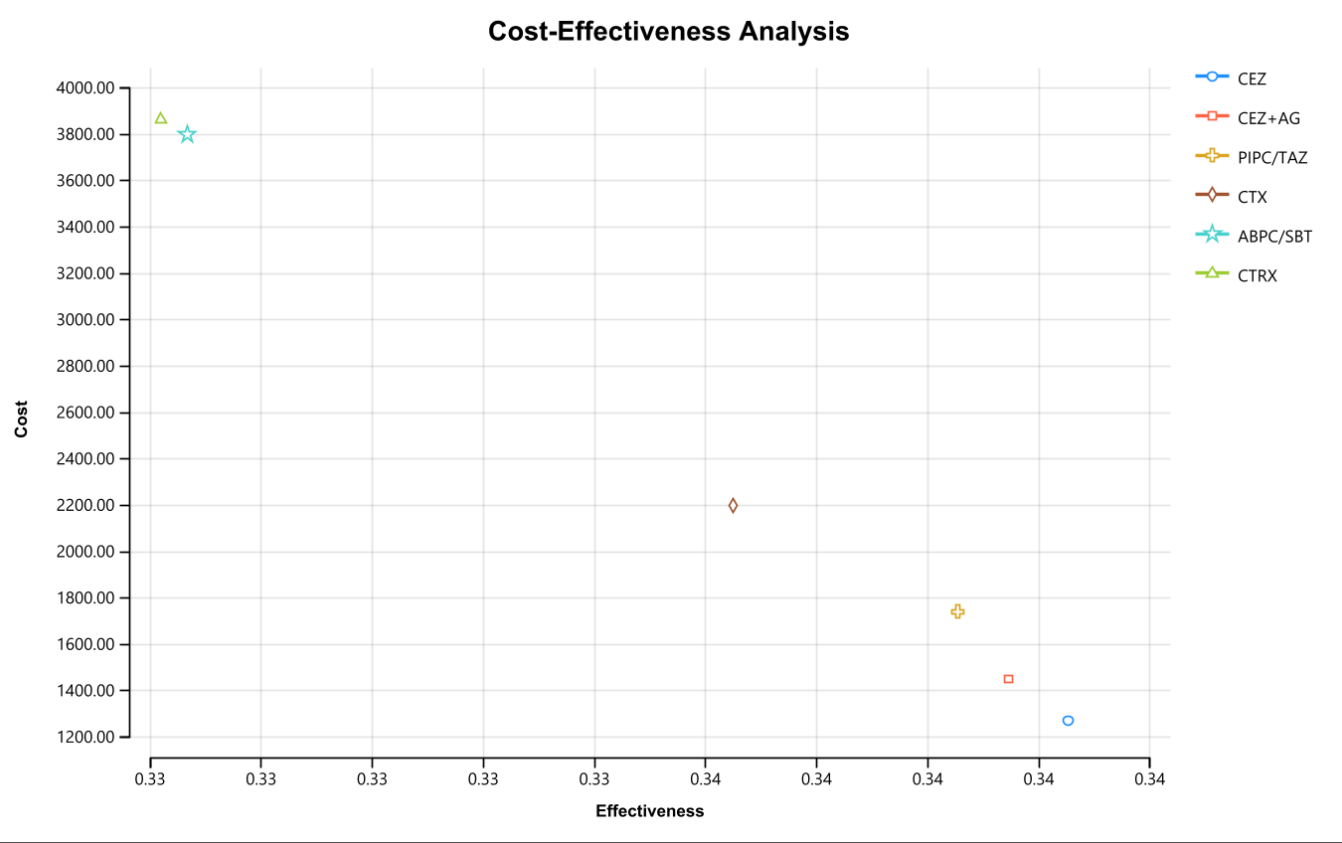 Cost-Effectiveness Analysis
4000.00
3800.00
3600.00
3400.00
3200.00
3000.00
2800.00
2600.00
2400.00
2200.00
2000.00
1800.00
1600.00
1400.00
1200.00
Cost
0.33 0.33 0.33 0.33 0.33 0.34 0.34 0.34 0.34 0.34
Effectiveness
CEZ
CEZ+AG
PIPC/TAZ
CTX
ABPC/SBT
CTRX